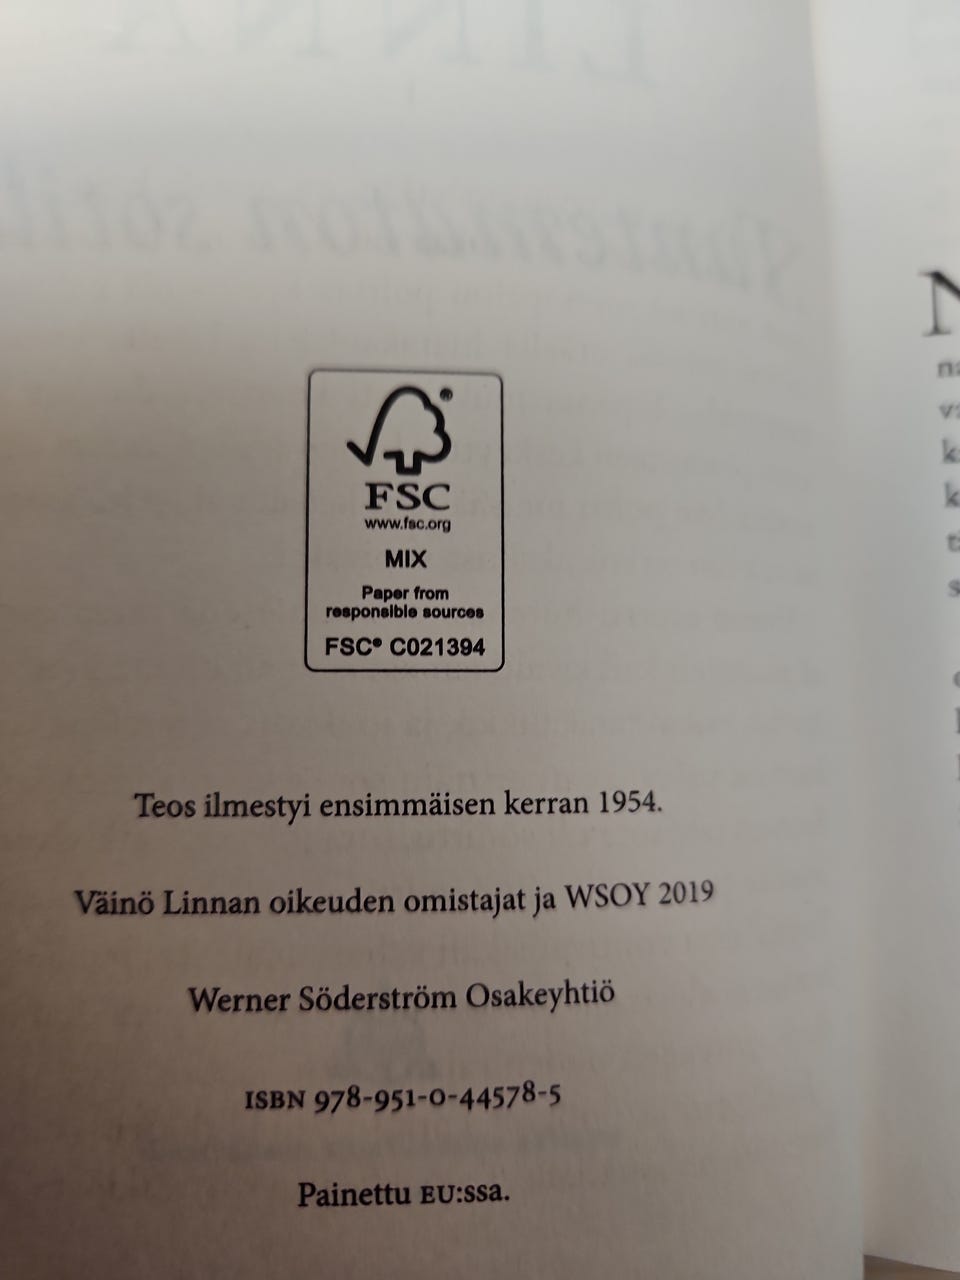 FSC®
www.fsc.org
MIX
Paper from
responsible sources
FSC® C021394
Teos ilmestyi ensimmäisen kerran 1954.
Väinö Linnan oikeuden omistajat ja WSOY 2019
Werner Söderström Osakeyhtiö
ISBN 978-951-0-44578-5
Painettu EU:ssa.